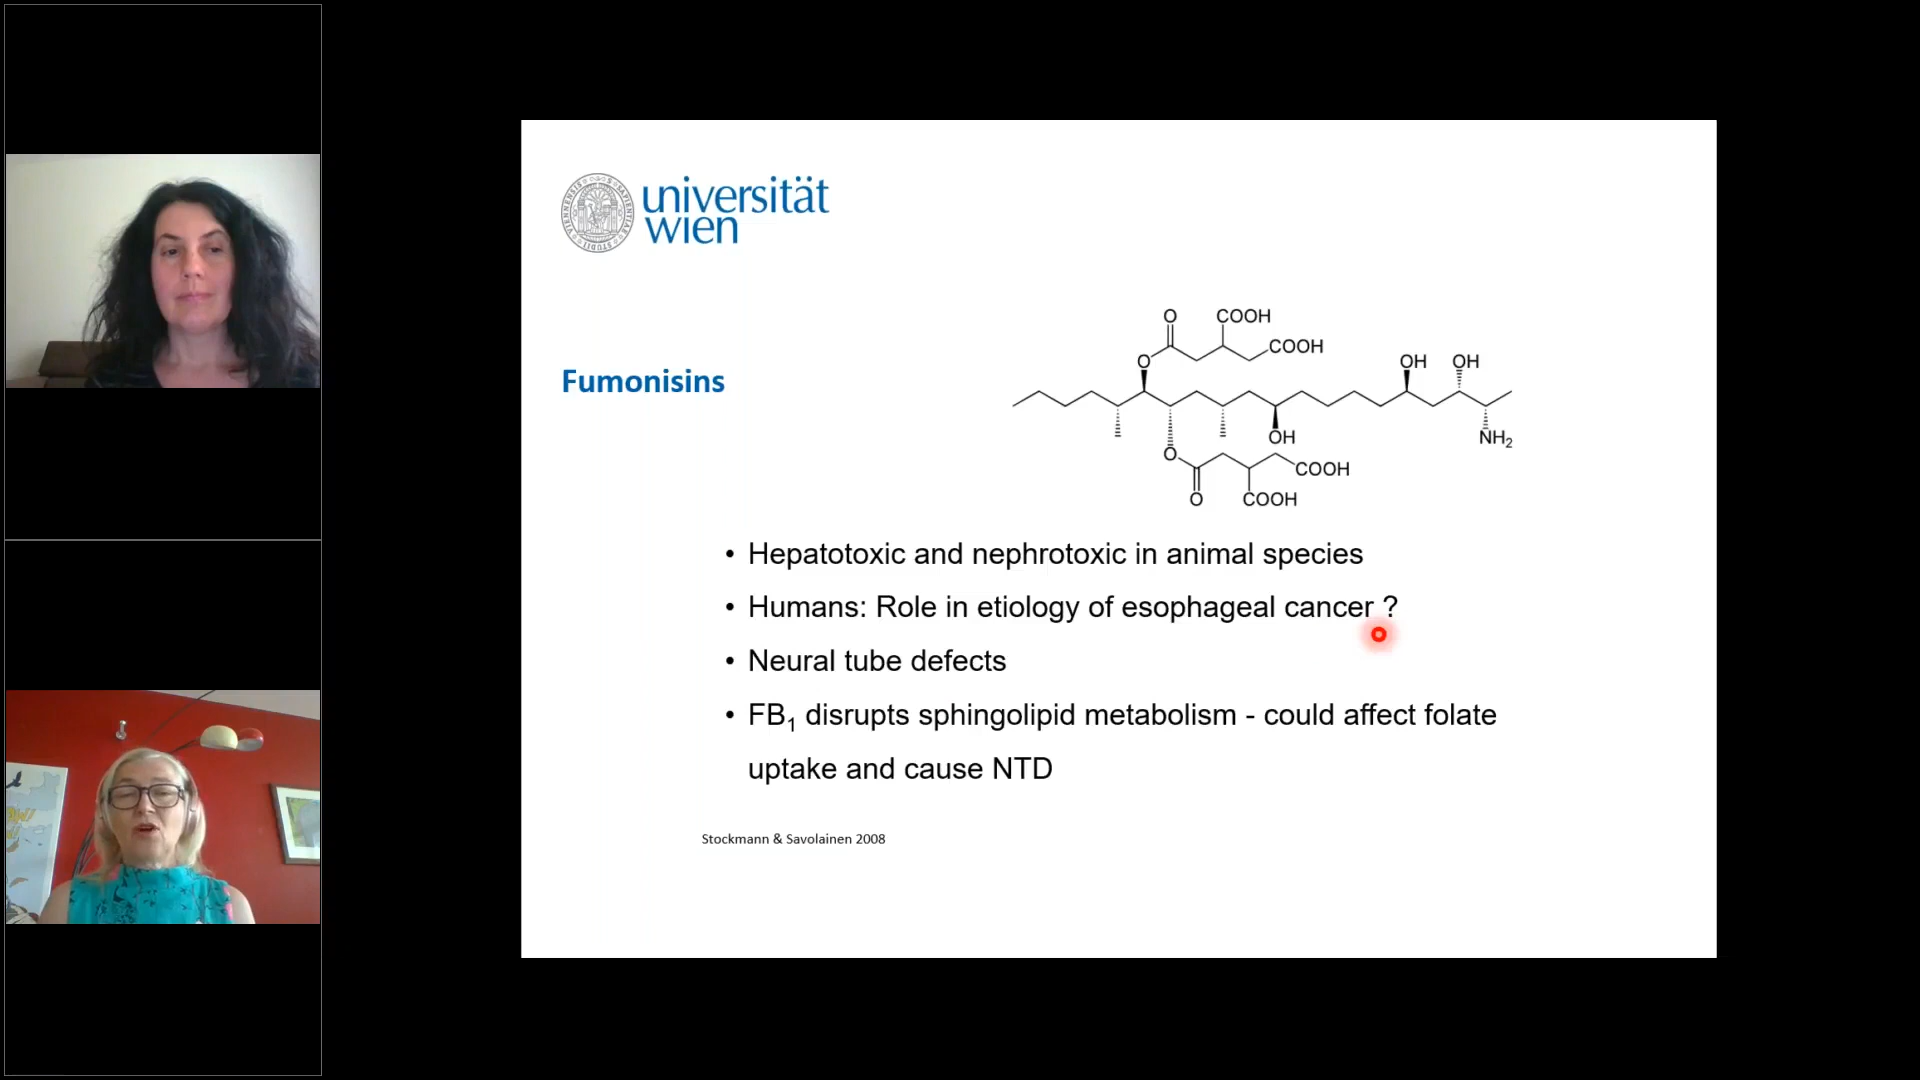 universität
wien
Fumonisins
O
COOH
COOH
O
OH
OH
OH
NH2
O
COOH
O
COOH
• Hepatotoxic and nephrotoxic in animal species
• Humans: Role in etiology of esophageal cancer ?
• Neural tube defects
• FB1 disrupts sphingolipid metabolism - could affect folate
uptake and cause NTD
Stockmann & Savolainen 2008